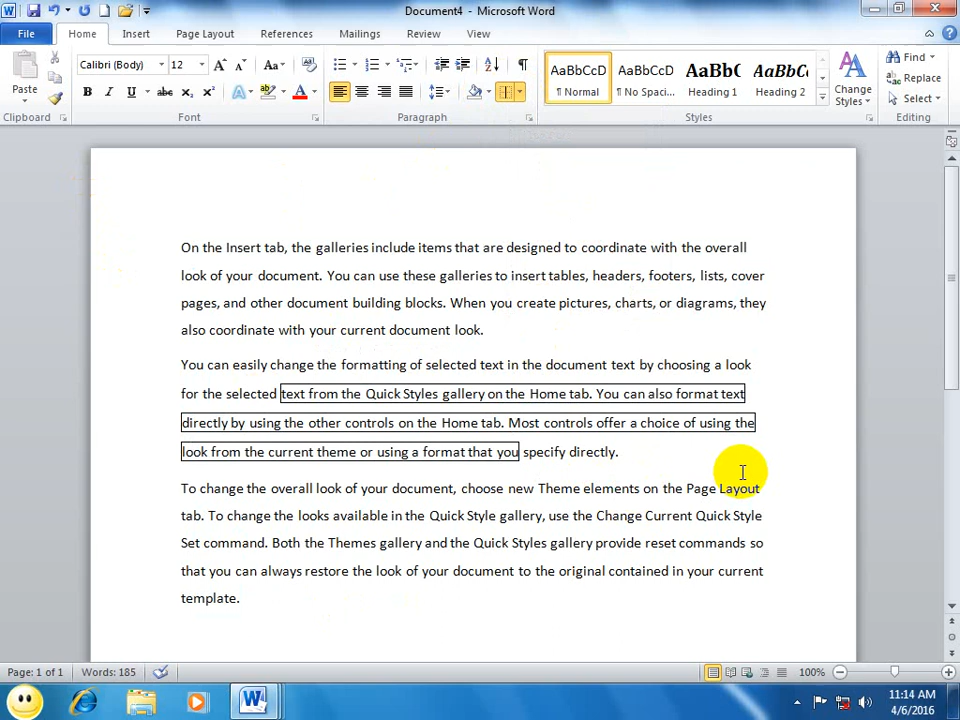 Document4 - Microsoft Word
File Home Insert Page Layout References Mailings Review View
Paste
Calibri (Body) 12
Aa
B I U abc X₂ X² A A
AaBbCcD AaBbCcD AaBbC AaBbCc
¶ Normal ¶ No Spaci... Heading 1 Heading 2
Change Styles
Find
Replace
Select
Clipboard Font Paragraph Styles Editing
On the Insert tab, the galleries include items that are designed to coordinate with the overall
look of your document. You can use these galleries to insert tables, headers, footers, lists, cover
pages, and other document building blocks. When you create pictures, charts, or diagrams, they
also coordinate with your current document look.
You can easily change the formatting of selected text in the document text by choosing a look
for the selected text from the Quick Styles gallery on the Home tab. You can also format text
directly by using the other controls on the Home tab. Most controls offer a choice of using the
look from the current theme or using a format that you specify directly.
To change the overall look of your document, choose new Theme elements on the Page Layout
tab. To change the looks available in the Quick Style gallery, use the Change Current Quick Style
Set command. Both the Themes gallery and the Quick Styles gallery provide reset commands so
that you can always restore the look of your document to the original contained in your current
template.
Page: 1 of 1 Words: 185 100%
11:14 AM
4/6/2016